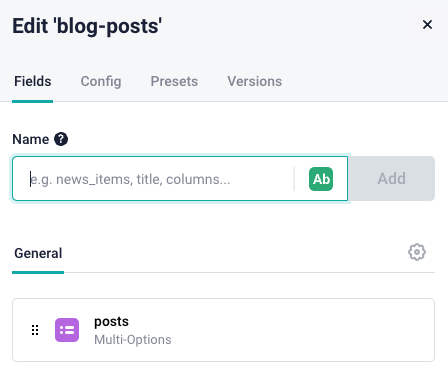 Edit 'blog-posts'
Fields Config Presets Versions
Name ?
e.g. news_items, title, columns... Ab Add
General
posts
Multi-Options